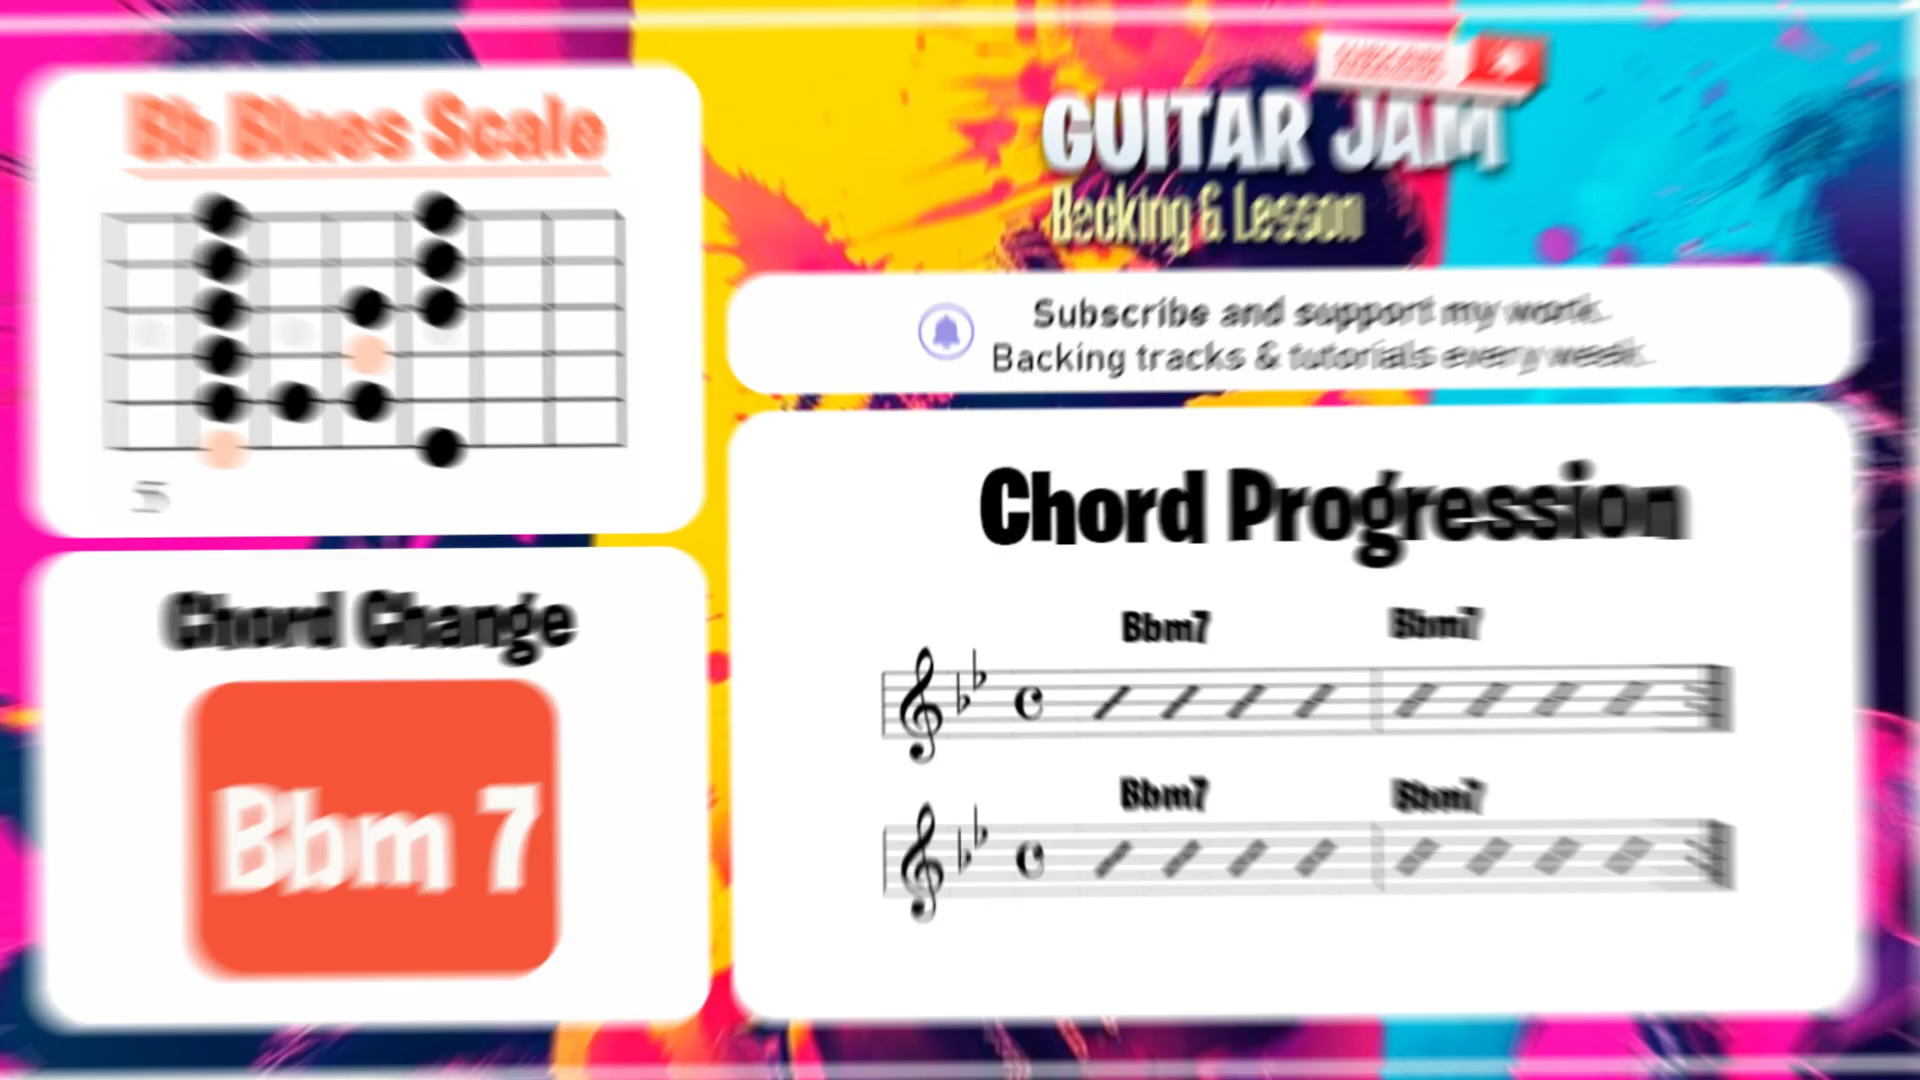 Bb Blues Scale
5
Chord Change
Bbm 7
GUITAR JAM
Backing & Lesson
Subscribe and support my work.
Backing tracks & tutorials every week.
Chord Progression
Bbm7 Bbm7
Bbm7 Bbm7